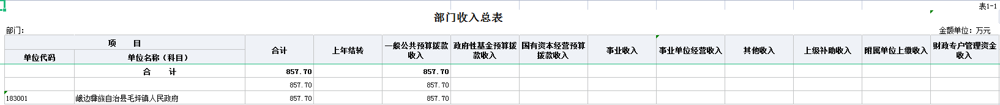 表1-1
部门收入总表
部门:
金额单位: 万元
项 目
合计
上年结转
一般公共预算拨款
收入
政府性基金预算拨
款收入
国有资本经营预算
拨款收入
事业收入
事业单位经营收入
其他收入
上级补助收入
附属单位上缴收入
财政专户管理资金
收入
单位代码
单位名称（科目）
合 计
857.70
857.70
857.70
857.70
183001
峨边彝族自治县毛坪镇人民政府
857.70
857.70